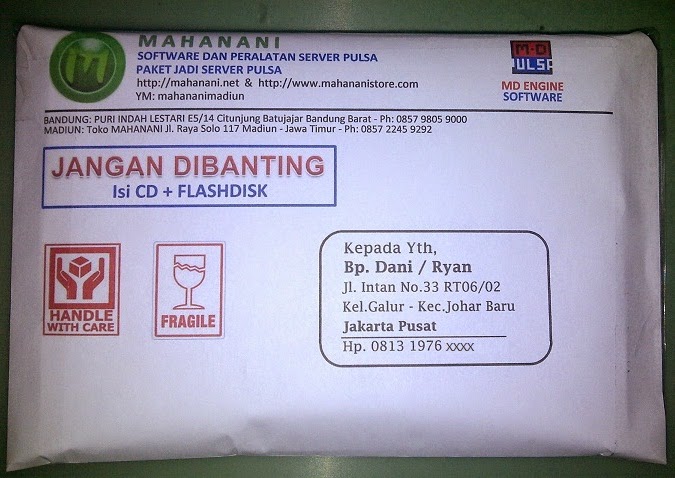 M
MAHANANI
SOFTWARE DAN PERALATAN SERVER PULSA
PAKET JADI SERVER PULSA
http://mahanani.net & http://www.mahananistore.com
YM: mahananimadiun
M-D
PULSA
MD ENGINE
SOFTWARE
BANDUNG: PURI INDAH LESTARI E5/14 Citunjung Batujajar Bandung Barat - Ph: 0857 9805 9000
MADIUN: Toko MAHANANI Jl. Raya Solo 117 Madiun - Jawa Timur - Ph: 0857 2245 9292
JANGAN DIBANTING
Isi CD + FLASHDISK
HANDLE
WITH CARE
FRAGILE
Kepada Yth,
Bp. Dani / Ryan
Jl. Intan No.33 RT06/02
Kel.Galur - Kec.Johar Baru
Jakarta Pusat
Hp. 0813 1976 xxxx